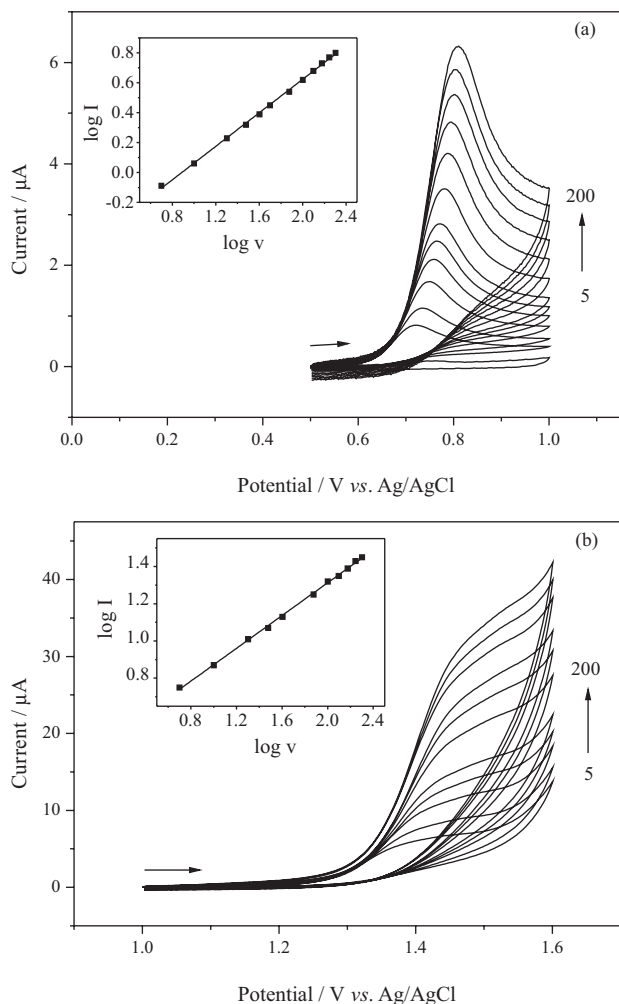 (a)
6
4
2
0
Current / μA
0.8
0.6
0.4
0.2
0.0
-0.2
log I
0.8 1.2 1.6 2.0 2.4
log v
200
5
0.0 0.2 0.4 0.6 0.8 1.0
Potential / V vs. Ag/AgCl
(b)
40
30
20
10
0
Current / μA
1.4
1.2
1.0
0.8
log I
0.4 0.8 1.2 1.6 2.0 2.4
log v
200
5
1.0 1.2 1.4 1.6
Potential / V vs. Ag/AgCl